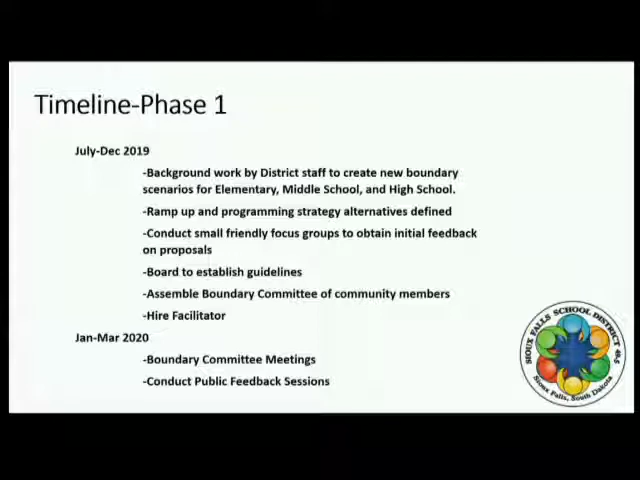 Timeline-Phase 1
July-Dec 2019
-Background work by District staff to create new boundary
scenarios for Elementary, Middle School, and High School.
-Ramp up and programming strategy alternatives defined
-Conduct small friendly focus groups to obtain initial feedback
on proposals
-Board to establish guidelines
-Assemble Boundary Committee of community members
-Hire Facilitator
Jan-Mar 2020
-Boundary Committee Meetings
-Conduct Public Feedback Sessions
SIOUX FALLS SCHOOL DISTRICT 49-5
Sioux Falls, South Dakota